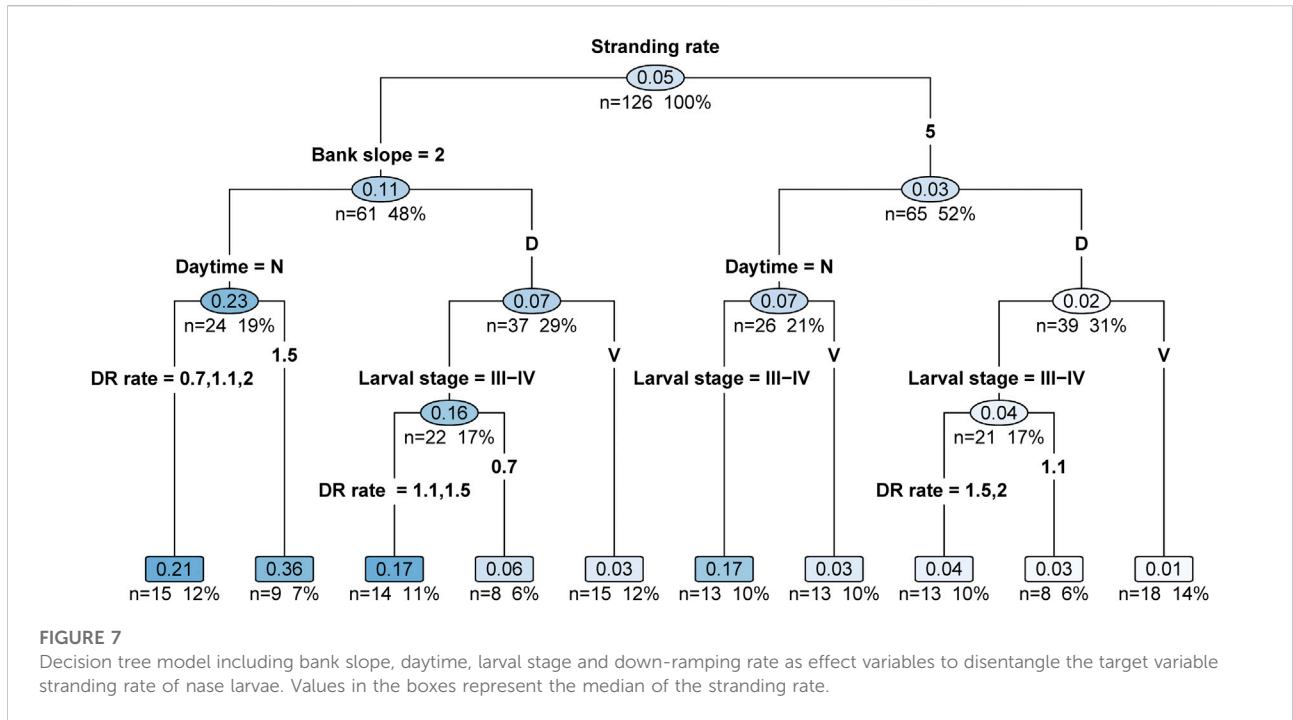 Stranding rate
0.05
n=126 100%
5
Bank slope = 2
0.11
0.03
n=61 48%
n=65 52%
D
D
Daytime = N
Daytime = N
0.23
0.07
0.07
0.02
n=24 19%
n=37 29%
n=26 21%
n=39 31%
1.5
V
V
V
DR rate = 0.7,1.1,2
Larval stage = III−IV
Larval stage = III−IV
Larval stage = III−IV
0.16
0.04
n=22 17%
n=21 17%
0.7
1.1
DR rate = 1.1,1.5
DR rate = 1.5,2
0.21
0.36
0.17
0.06
0.03
0.17
0.03
0.04
0.03
0.01
n=15 12%
n=9 7%
n=14 11%
n=8 6%
n=15 12%
n=13 10%
n=13 10%
n=13 10%
n=8 6%
n=18 14%
FIGURE 7
Decision tree model including bank slope, daytime, larval stage and down-ramping rate as effect variables to disentangle the target variable
stranding rate of nase larvae. Values in the boxes represent the median of the stranding rate.